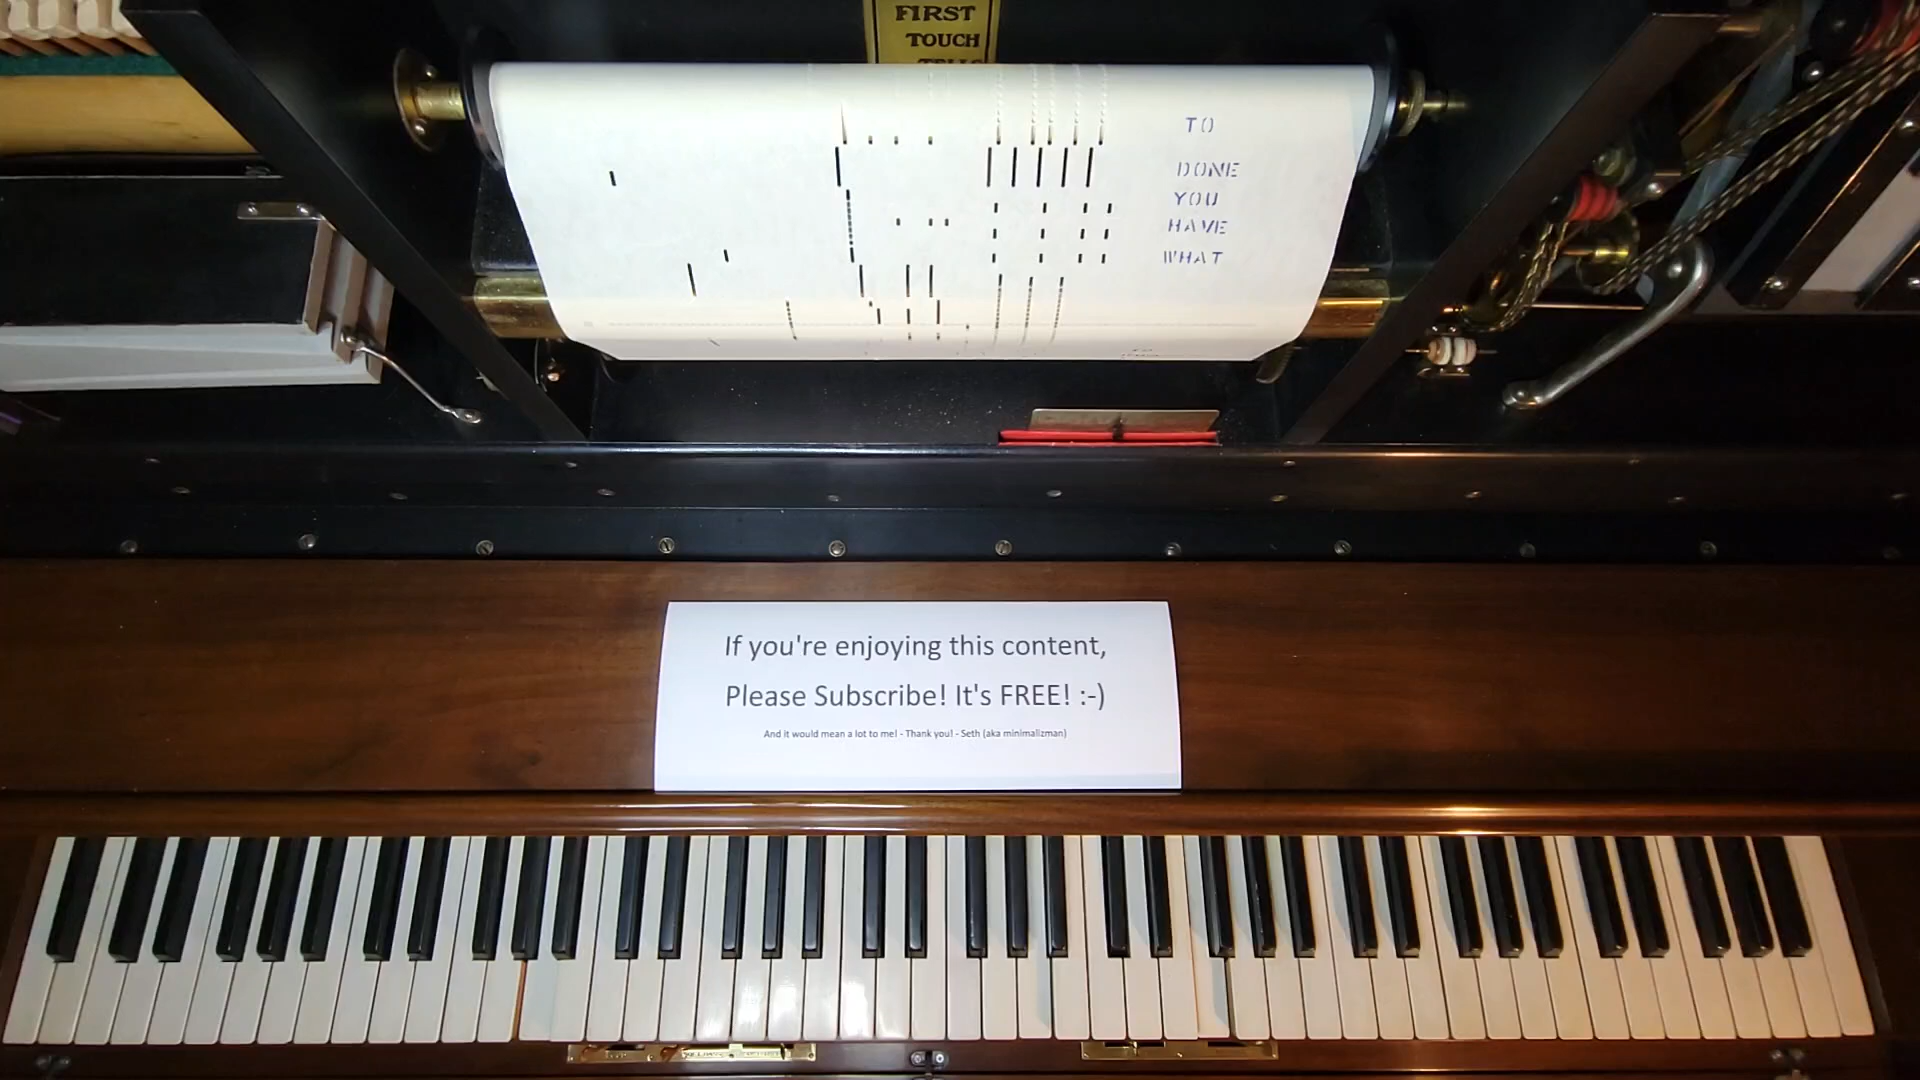 FIRST
TOUCH
TO
DONE
YOU
HAVE
WHAT
If you're enjoying this content,
Please Subscribe! It's FREE! :-)
And it would mean a lot to me! - Thank you! - Seth (aka minimalizman)